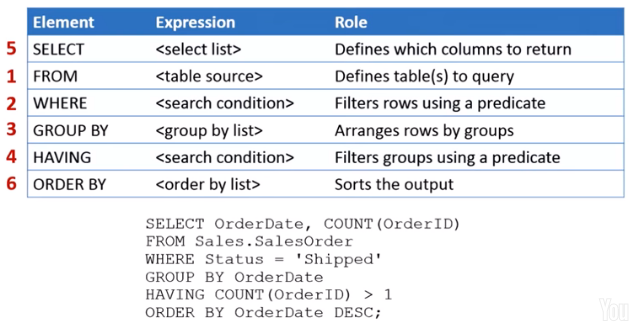 Element Expression Role
5 SELECT <select list> Defines which columns to return
1 FROM <table source> Defines table(s) to query
2 WHERE <search condition> Filters rows using a predicate
3 GROUP BY <group by list> Arranges rows by groups
4 HAVING <search condition> Filters groups using a predicate
6 ORDER BY <order by list> Sorts the output
SELECT OrderDate, COUNT(OrderID)
FROM Sales.SalesOrder
WHERE Status = 'Shipped'
GROUP BY OrderDate
HAVING COUNT(OrderID) > 1
ORDER BY OrderDate DESC;
You